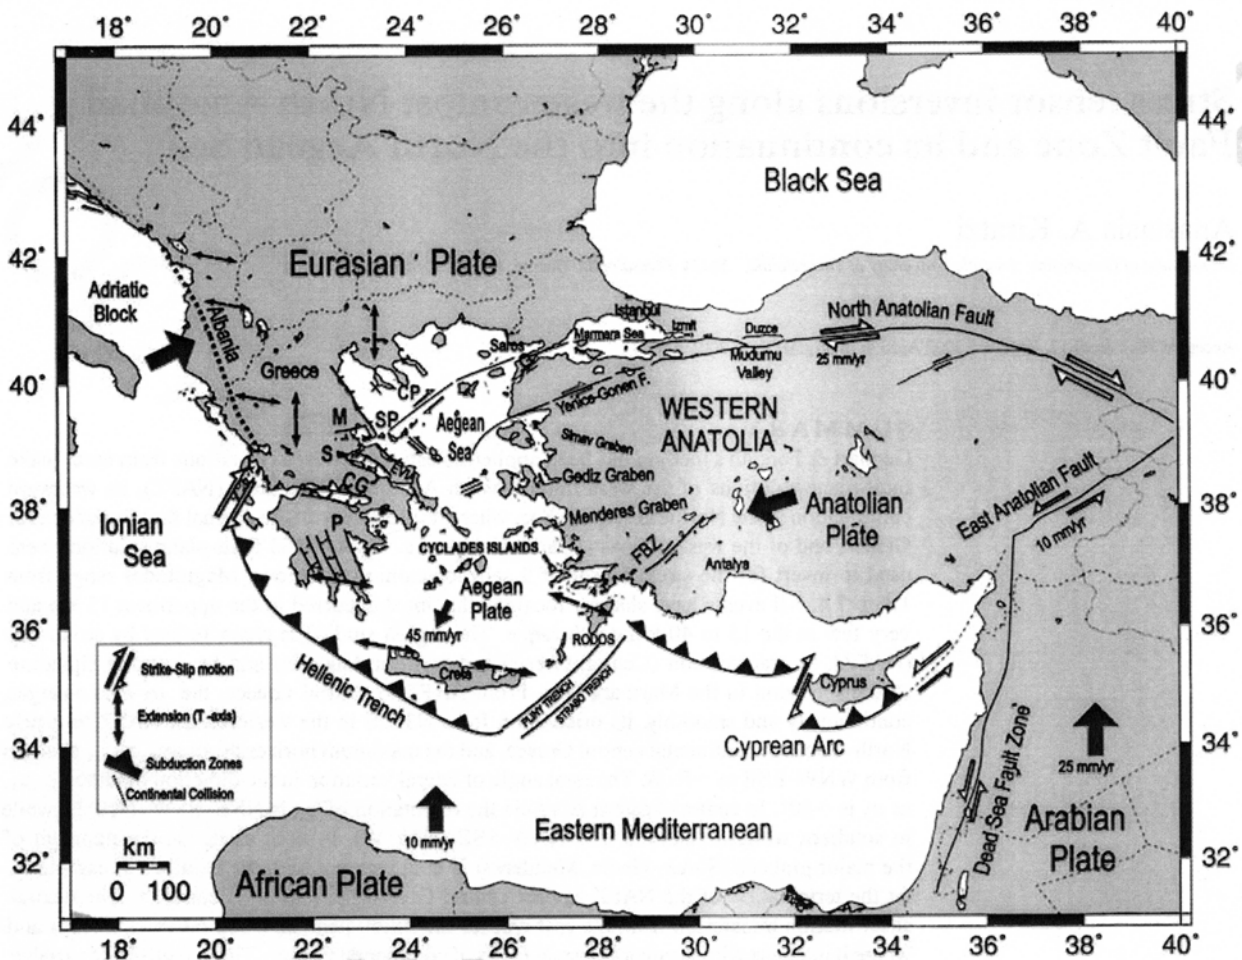 18° 20° 22° 24° 26° 28° 30° 32° 34° 36° 38° 40°
44° 44°
Black Sea
42° 42°
Eurasian Plate
Adriatic
Block
Albania
Istanbul
North Anatolian Fault
Marmara Sea
Izmit
Duzce
Saros
25 mm/yr
Mudurnu
Valley
Greece
40° 40°
CP
Yenice-Gonen F.
M
SP
Aegean
Sea
WESTERN
ANATOLIA
Simav Graben
S
EVI
Gediz Graben
CG
38° 38°
Menderes Graben
Anatolian
Plate
East Anatolian Fault
10 mm/yr
Ionian
Sea
P
CYCLADES ISLANDS
FBZ
Antalya
Aegean
Plate
36° 36°
45 mm/yr
RODOS
Crete
Hellenic Trench
PLINY TRENCH
STRABO TRENCH
Cyprus
Cyprean Arc
Strike-Slip motion
Extension (T -axis)
Subduction Zones
Continental Collision
34° 34°
25 mm/yr
Dead Sea Fault Zone
Arabian
Plate
Eastern Mediterranean
10 mm/yr
32° 32°
km
0 100
African Plate
18° 20° 22° 24° 26° 28° 30° 32° 34° 36° 38° 40°